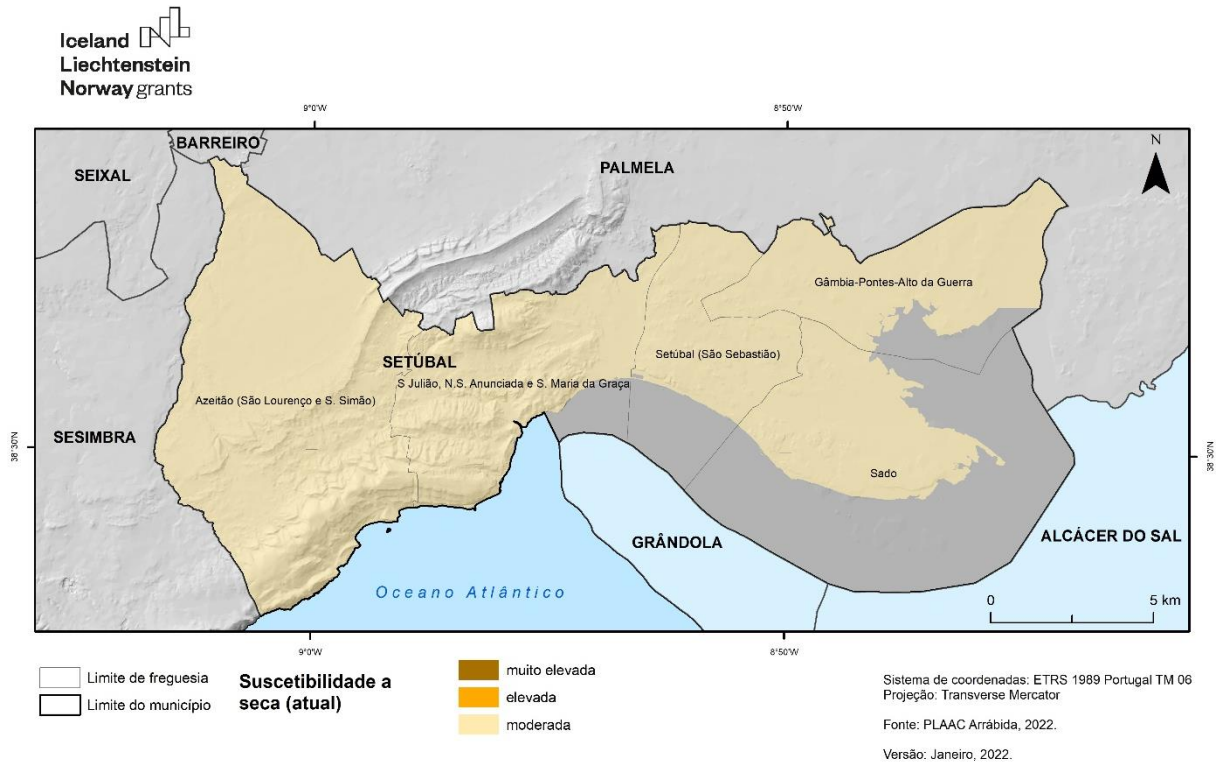 Iceland
Liechtenstein
Norway grants
9°0'W
8°50'W
BARREIRO
SEIXAL
PALMELA
N
Gâmbia-Pontes-Alto da Guerra
SETÚBAL
Setúbal (São Sebastião)
S Julião, N.S. Anunciada e S. Maria da Graça
Azeitão (São Lourenço e S. Simão)
SESIMBRA
38°30'N
38°30'N
Sado
GRÂNDOLA
ALCÁCER DO SAL
Oceano Atlântico
0 5 km
9°0'W
8°50'W
Limite de freguesia
Limite do município
Suscetibilidade a
seca (atual)
muito elevada
elevada
moderada
Sistema de coordenadas: ETRS 1989 Portugal TM 06
Projeção: Transverse Mercator
Fonte: PLAAC Arrábida, 2022.
Versão: Janeiro, 2022.